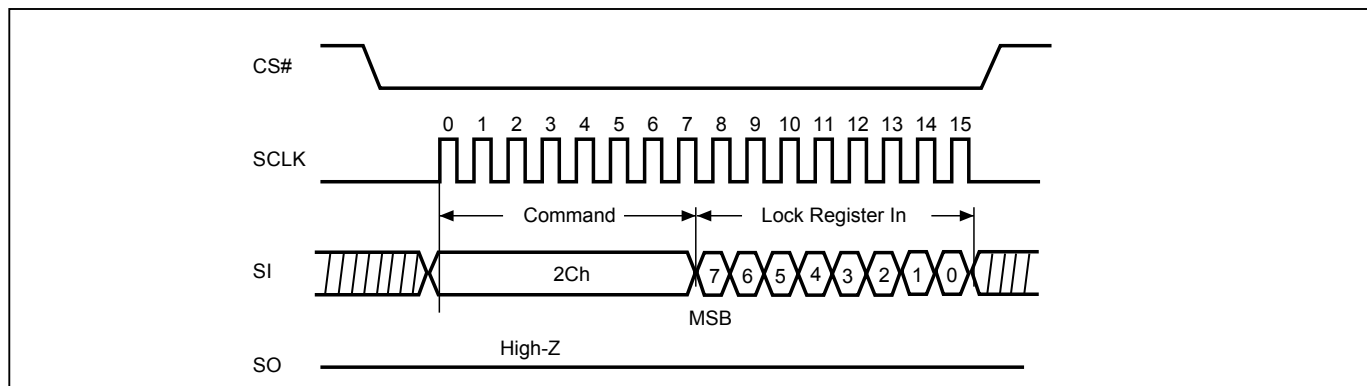 CS#
0 1 2 3 4 5 6 7 8 9 10 11 12 13 14 15
SCLK
Command Lock Register In
SI 2Ch 7 6 5 4 3 2 1 0
MSB
High-Z
SO